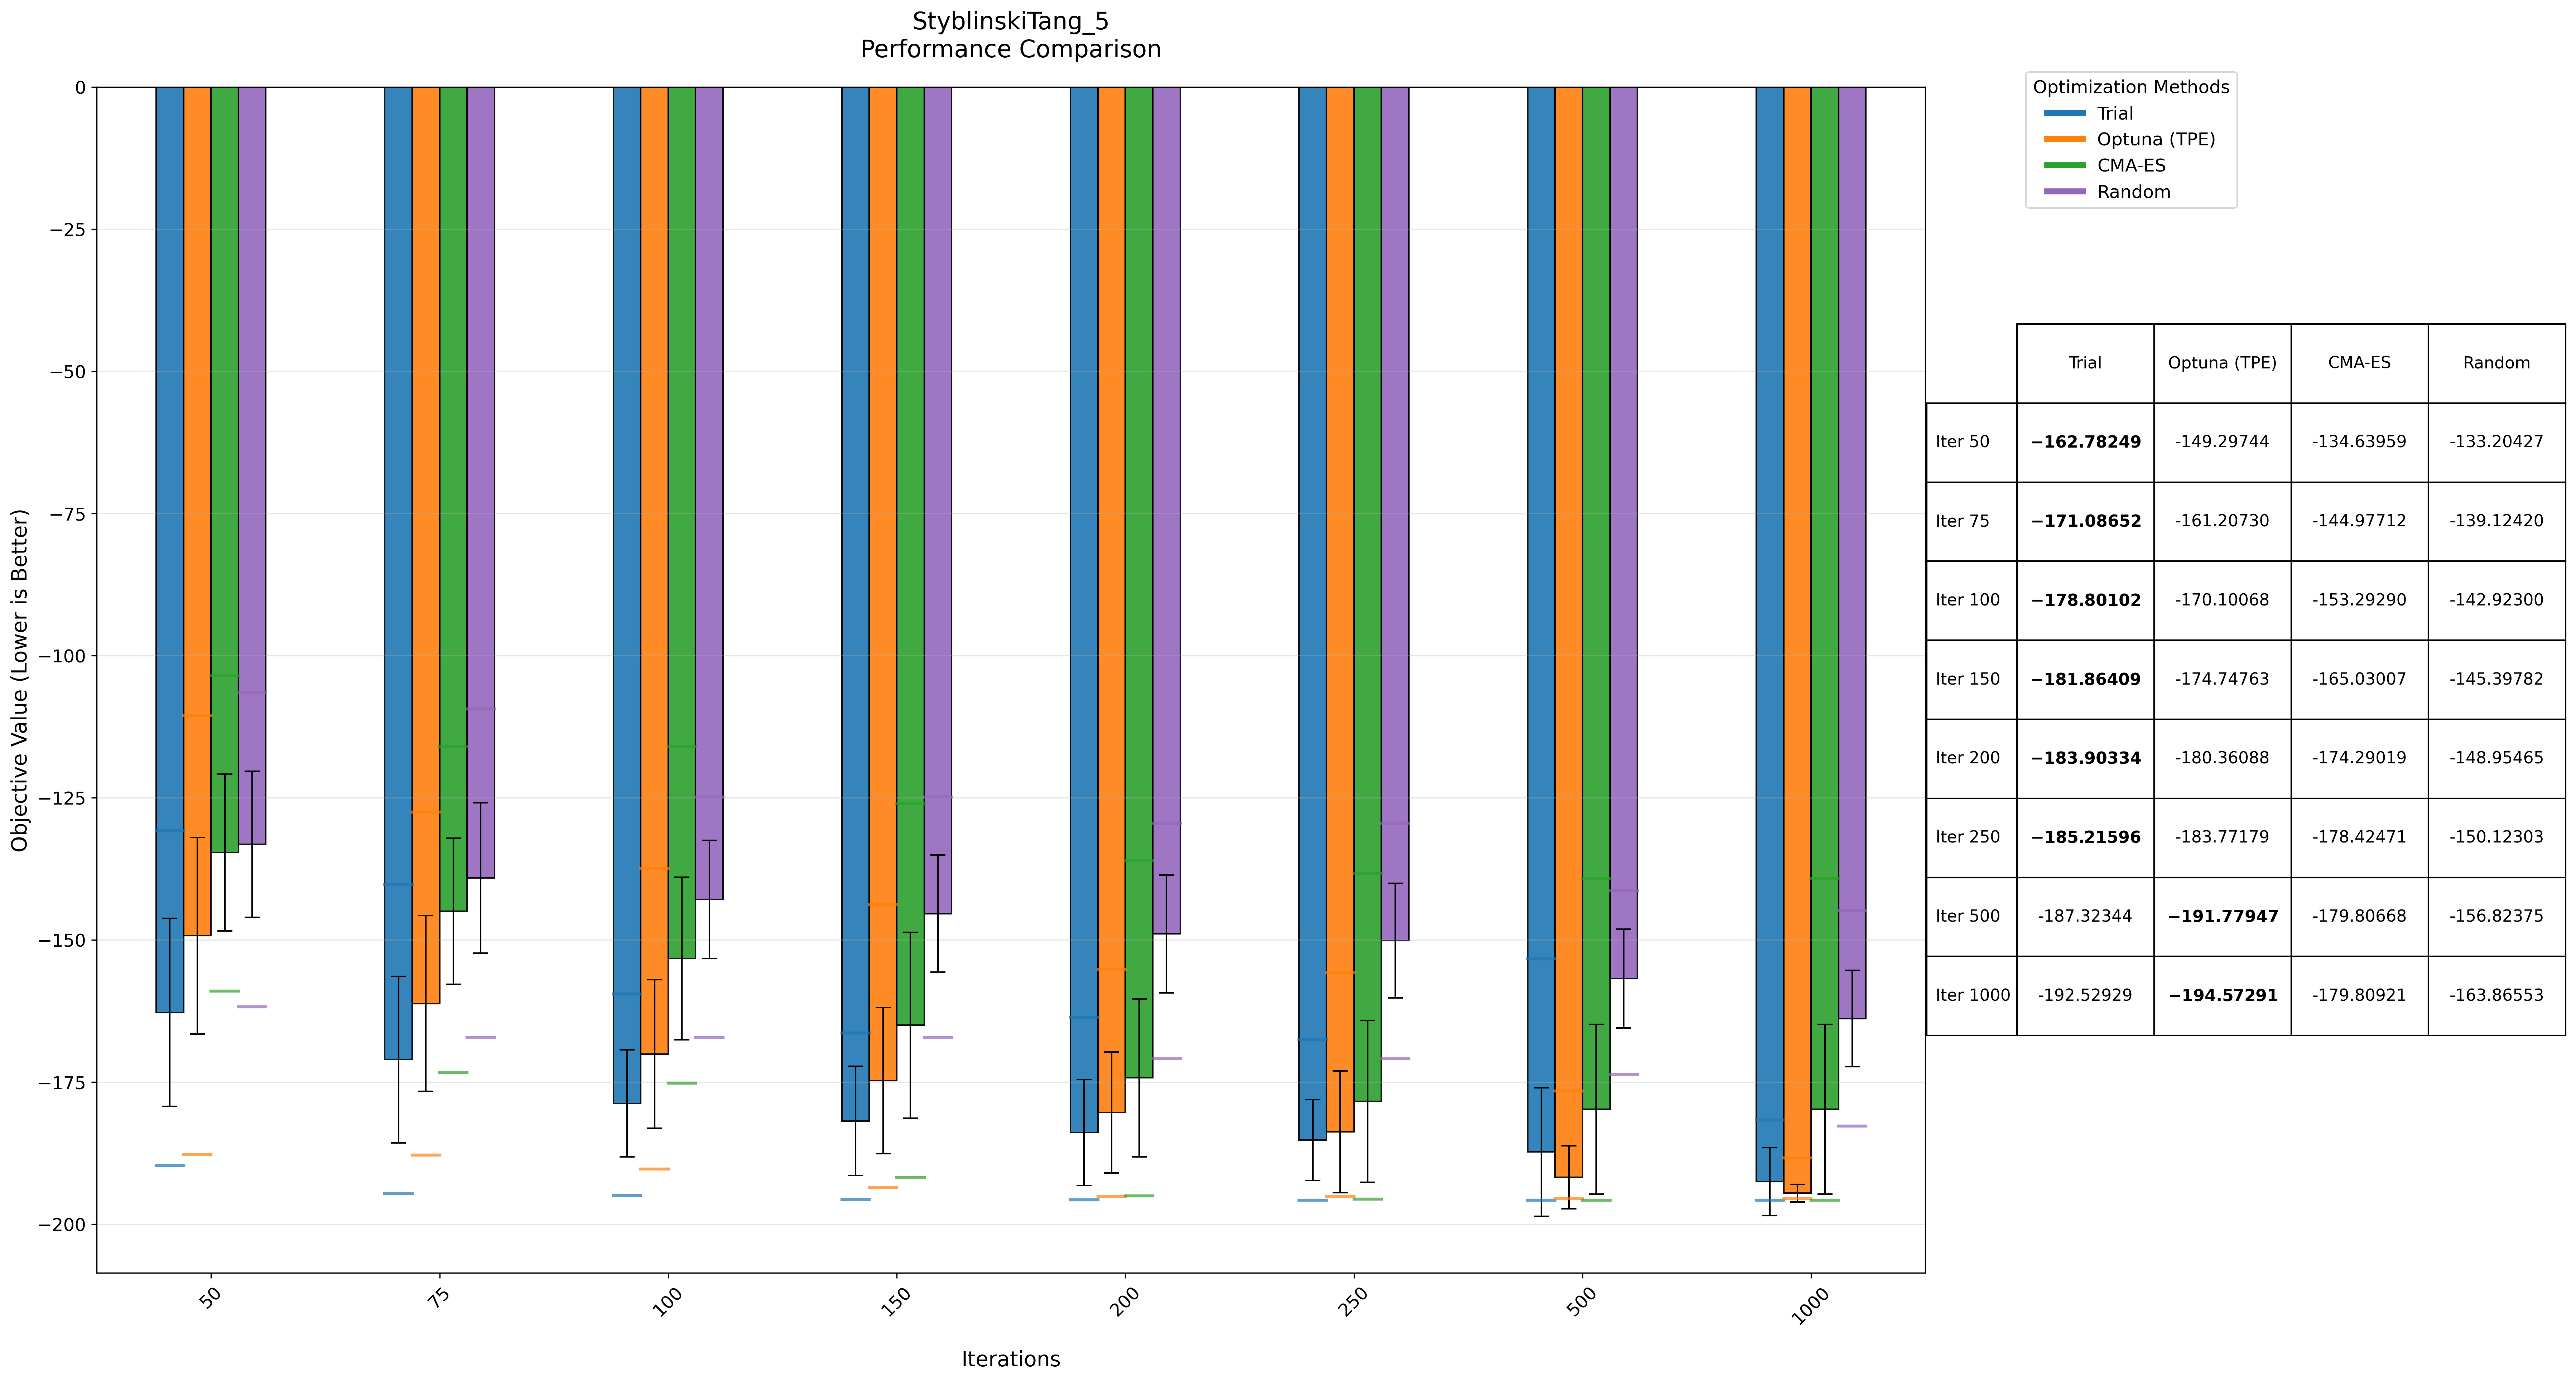 StyblinskiTang_5
Performance Comparison
Objective Value (Lower is Better)
0
−25
−50
−75
−100
−125
−150
−175
−200
50
75
100
150
200
250
500
1000
Iterations
Optimization Methods
Trial
Optuna (TPE)
CMA-ES
Random
Trial Optuna (TPE) CMA-ES Random
Iter 50 −162.78249 -149.29744 -134.63959 -133.20427
Iter 75 −171.08652 -161.20730 -144.97712 -139.12420
Iter 100 −178.80102 -170.10068 -153.29290 -142.92300
Iter 150 −181.86409 -174.74763 -165.03007 -145.39782
Iter 200 −183.90334 -180.36088 -174.29019 -148.95465
Iter 250 −185.21596 -183.77179 -178.42471 -150.12303
Iter 500 -187.32344 −191.77947 -179.80668 -156.82375
Iter 1000 -192.52929 −194.57291 -179.80921 -163.86553